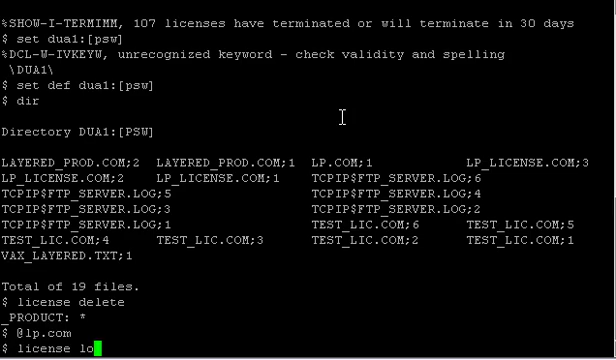 %SHOW-I-TERMIMM, 107 licenses have terminated or will terminate in 30 days
$ set dua1:[psw]
%DCL-W-IVKEYW, unrecognized keyword - check validity and spelling
\DUA1\
$ set def dua1:[psw]
$ dir
Directory DUA1:[PSW]
LAYERED_PROD.COM;2 LAYERED_PROD.COM;1 LP.COM;1 LP_LICENSE.COM;3
LP_LICENSE.COM;2 LP_LICENSE.COM;1 TCPIP$FTP_SERVER.LOG;6
TCPIP$FTP_SERVER.LOG;5 TCPIP$FTP_SERVER.LOG;4
TCPIP$FTP_SERVER.LOG;3 TCPIP$FTP_SERVER.LOG;2
TCPIP$FTP_SERVER.LOG;1 TEST_LIC.COM;6 TEST_LIC.COM;5
TEST_LIC.COM;4 TEST_LIC.COM;3 TEST_LIC.COM;2 TEST_LIC.COM;1
VAX_LAYERED.TXT;1
Total of 19 files.
$ license delete
_PRODUCT: *
$ @lp.com
$ license lo